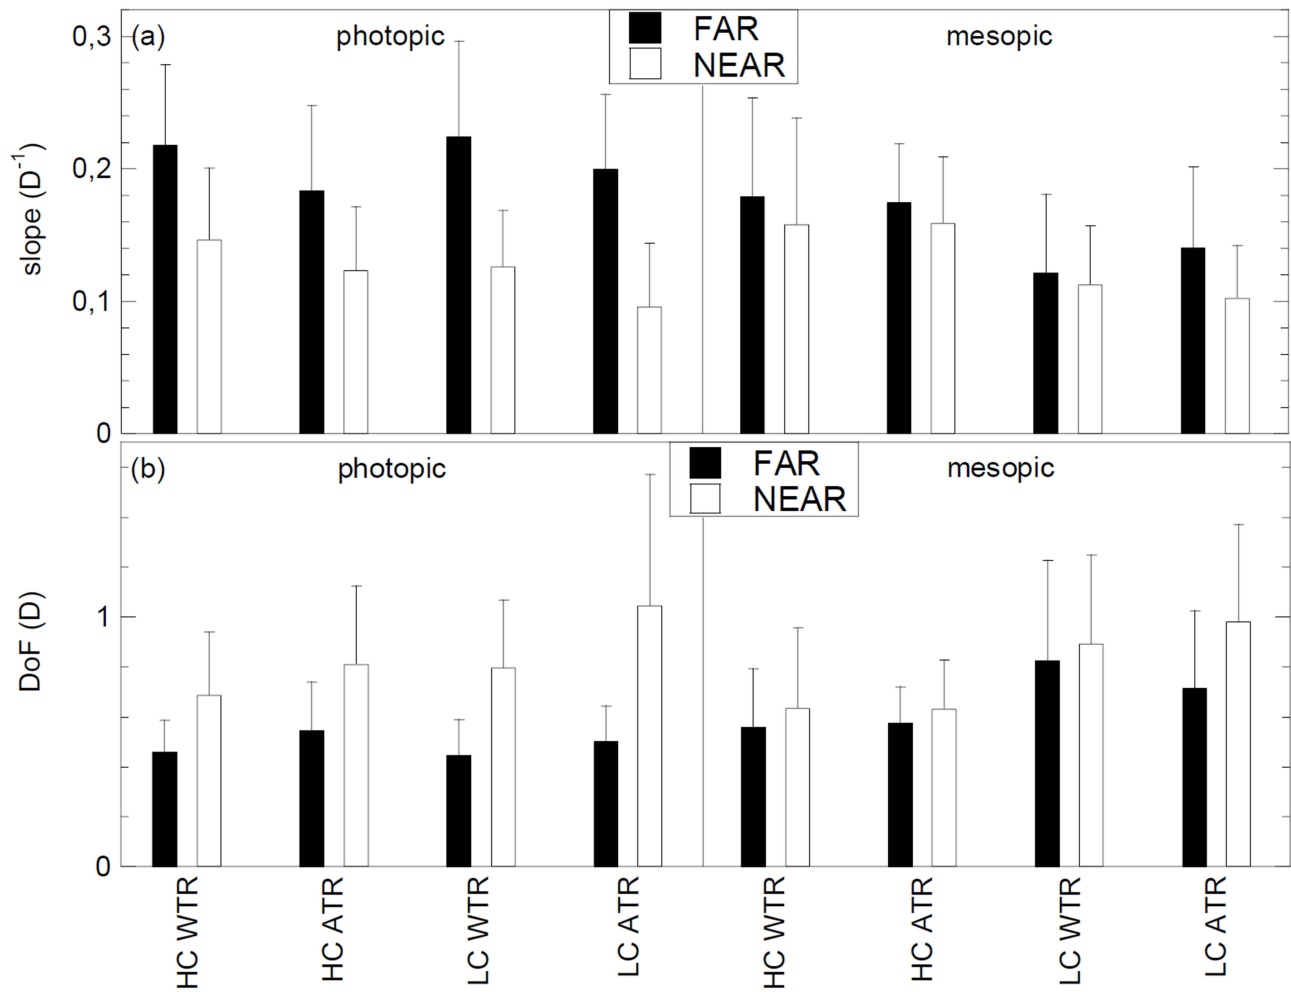 (a)
photopic
FAR
NEAR
mesopic
0,3
0,2
0,1
0
slope (D⁻¹)
(b)
photopic
FAR
NEAR
mesopic
1
0
DoF (D)
HC WTR
HC ATR
LC WTR
LC ATR
HC WTR
HC ATR
LC WTR
LC ATR